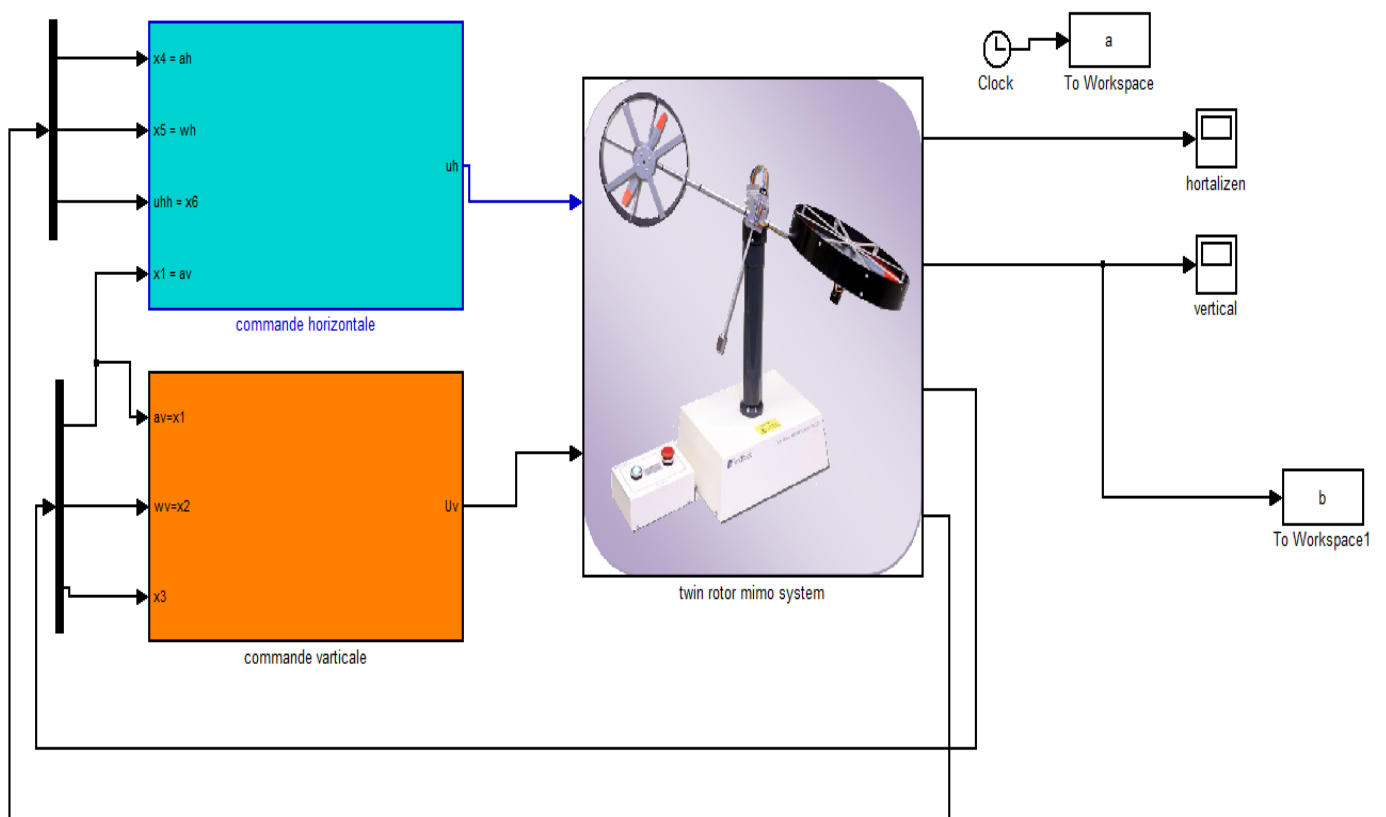 x4 = ah
x5 = wh
uhh = x6
x1 = av
uh
commande horizontale
av=x1
wv=x2
x3
Uv
commande varticale
twin rotor mimo system
Clock
a
To Workspace
hortalizen
vertical
b
To Workspace1